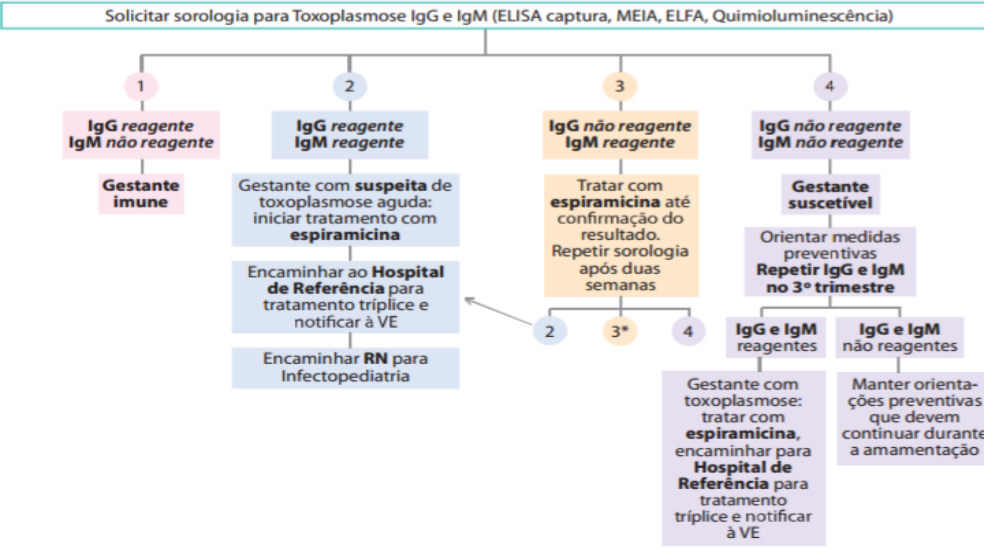 Solicitar sorologia para Toxoplasmose IgG e IgM (ELISA captura, MEIA, ELFA, Quimioluminescência)
1
IgG reagente
IgM não reagente
Gestante
imune
2
IgG reagente
IgM reagente
Gestante com suspeita de
toxoplasmose aguda:
iniciar tratamento com
espiramicina
Encaminhar ao Hospital
de Referência para
tratamento tríplice e
notificar à VE
Encaminhar RN para
Infectopediatria
3
IgG não reagente
IgM reagente
Tratar com
espiramicina até
confirmação do
resultado.
Repetir sorologia
após duas
semanas
2
3*
4
4
IgG não reagente
IgM não reagente
Gestante
suscetível
Orientar medidas
preventivas
Repetir IgG e IgM
no 3º trimestre
IgG e IgM
reagentes
Gestante com
toxoplasmose:
tratar com
espiramicina,
encaminhar para
Hospital de
Referência para
tratamento
tríplice e notificar
à VE
IgG e IgM
não reagentes
Manter orienta-
ções preventivas
que devem
continuar durante
a amamentação